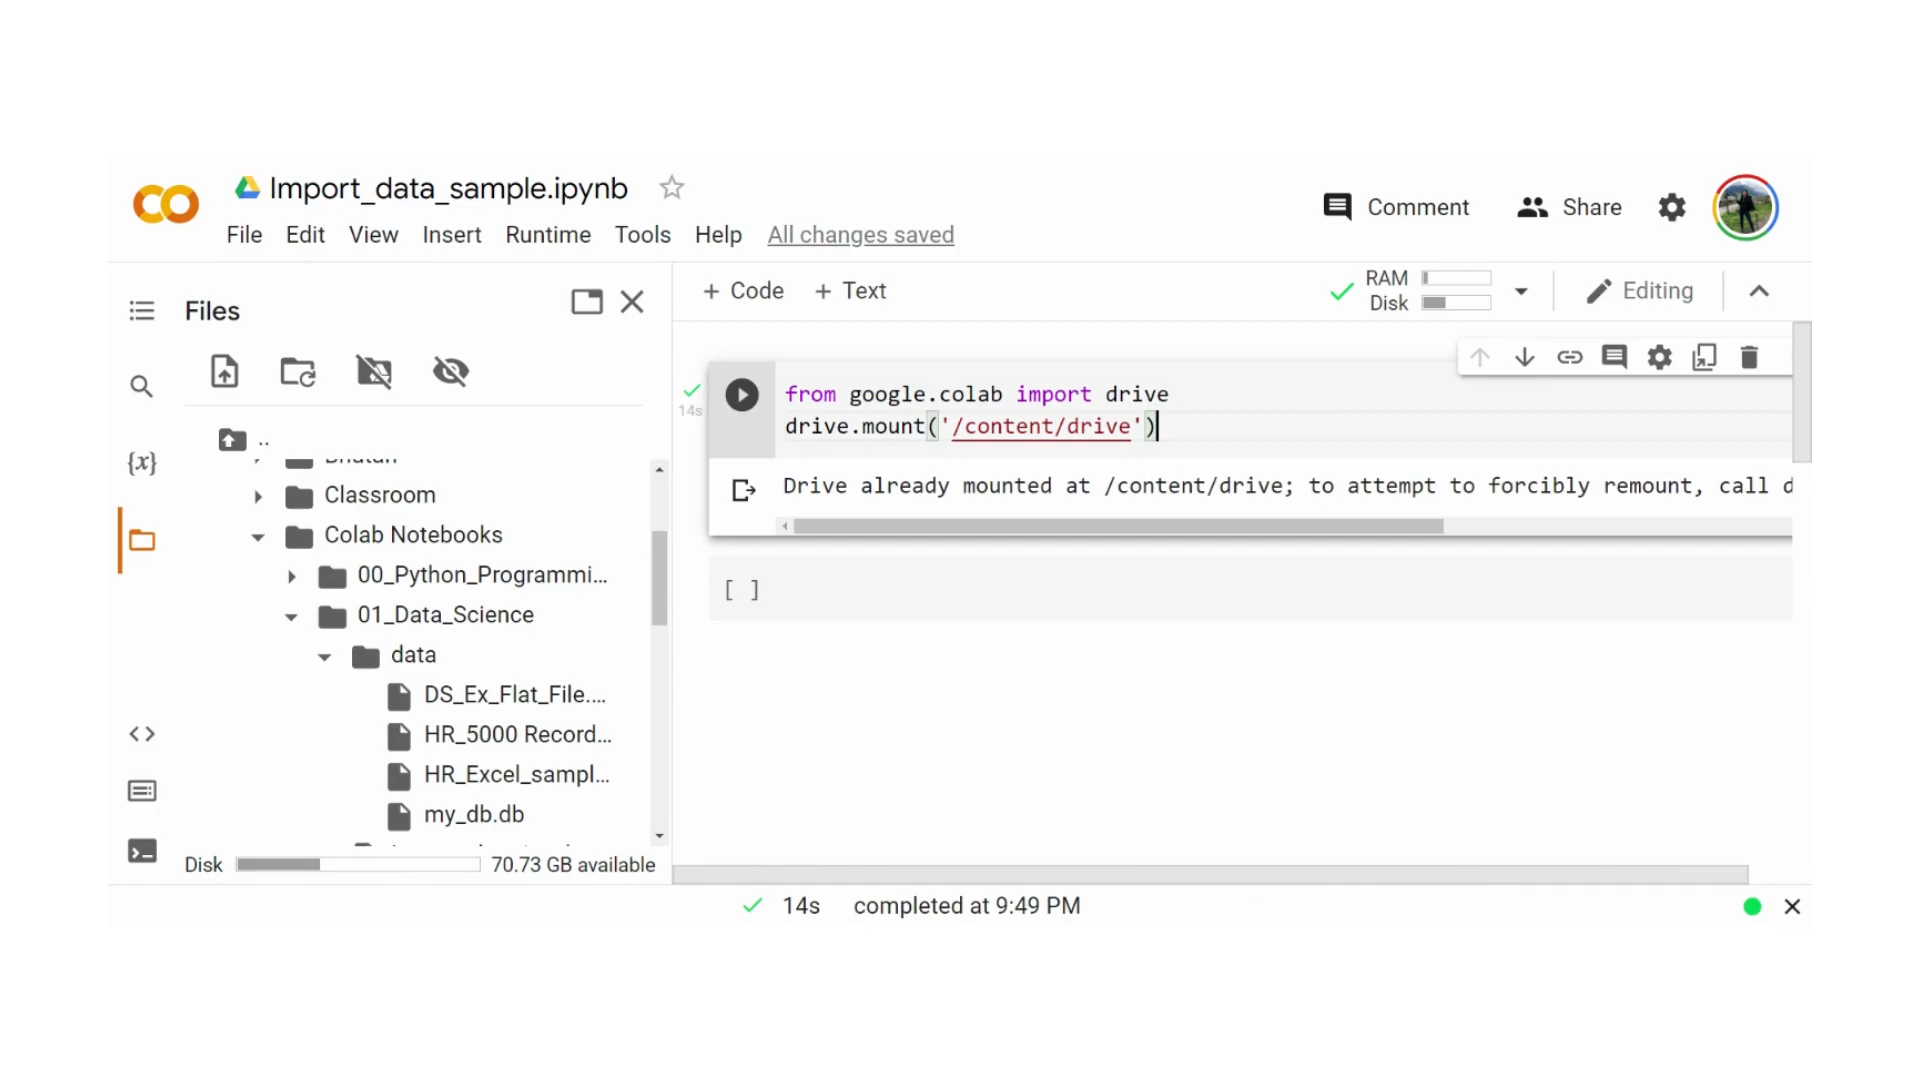 Import_data_sample.ipynb
File Edit View Insert Runtime Tools Help All changes saved
Comment Share
Files
+ Code + Text
RAM
Disk
Editing
..
Classroom
Colab Notebooks
00_Python_Programmi...
01_Data_Science
data
DS_Ex_Flat_File....
HR_5000 Record...
HR_Excel_sampl...
my_db.db
Disk 70.73 GB available
{x}
14s
from google.colab import drive
drive.mount('/content/drive')
Drive already mounted at /content/drive; to attempt to forcibly remount, call d
[ ]
14s completed at 9:49 PM